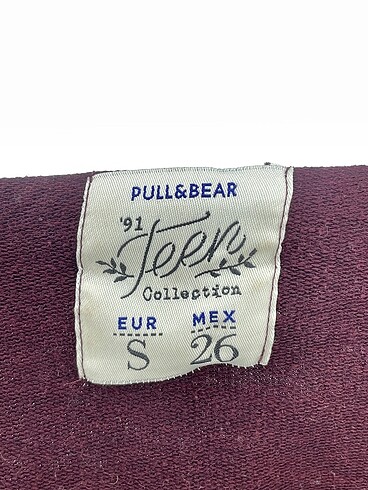 PULL&BEAR
'91
Teen
Collection
EUR MEX
S 26